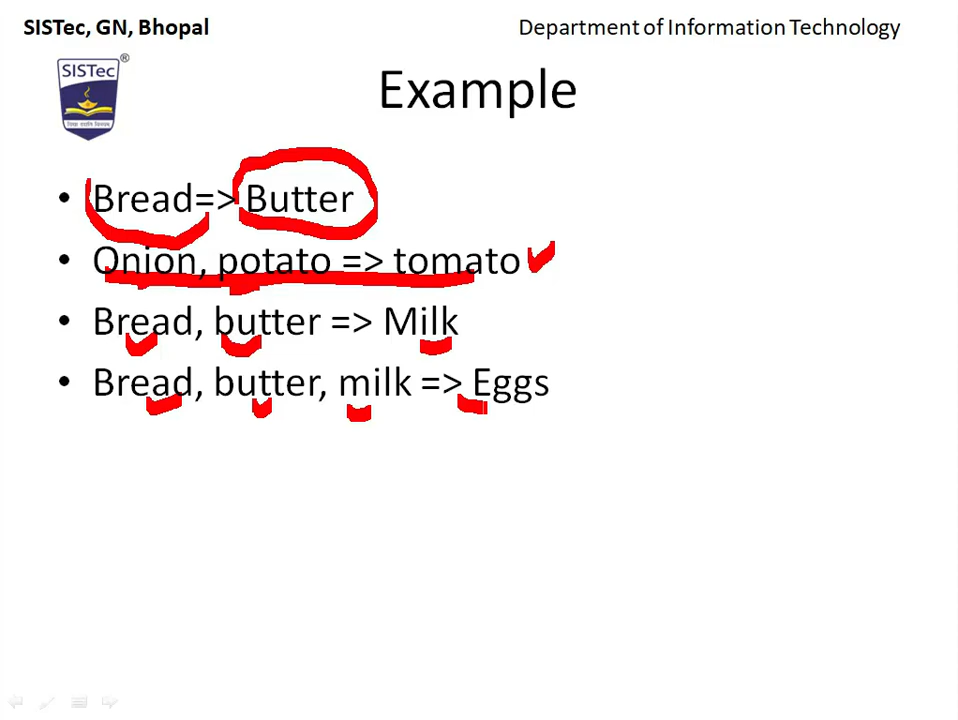 SISTec, GN, Bhopal
Department of Information Technology
SISTec
®
Example
• Bread=> Butter
• Onion, potato => tomato
• Bread, butter => Milk
• Bread, butter, milk => Eggs